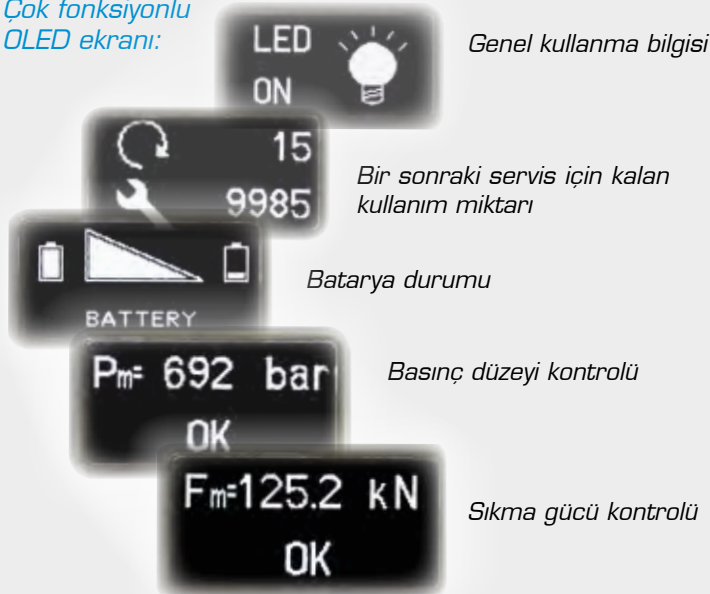 Çok fonksiyonlu
OLED ekranı:
LED
ON
Genel kullanma bilgisi
15
9985
Bir sonraki servis için kalan
kullanım miktarı
BATTERY
Batarya durumu
Pm= 692 bar
OK
Basınç düzeyi kontrolü
Fm=125.2 kN
OK
Sıkma gücü kontrolü